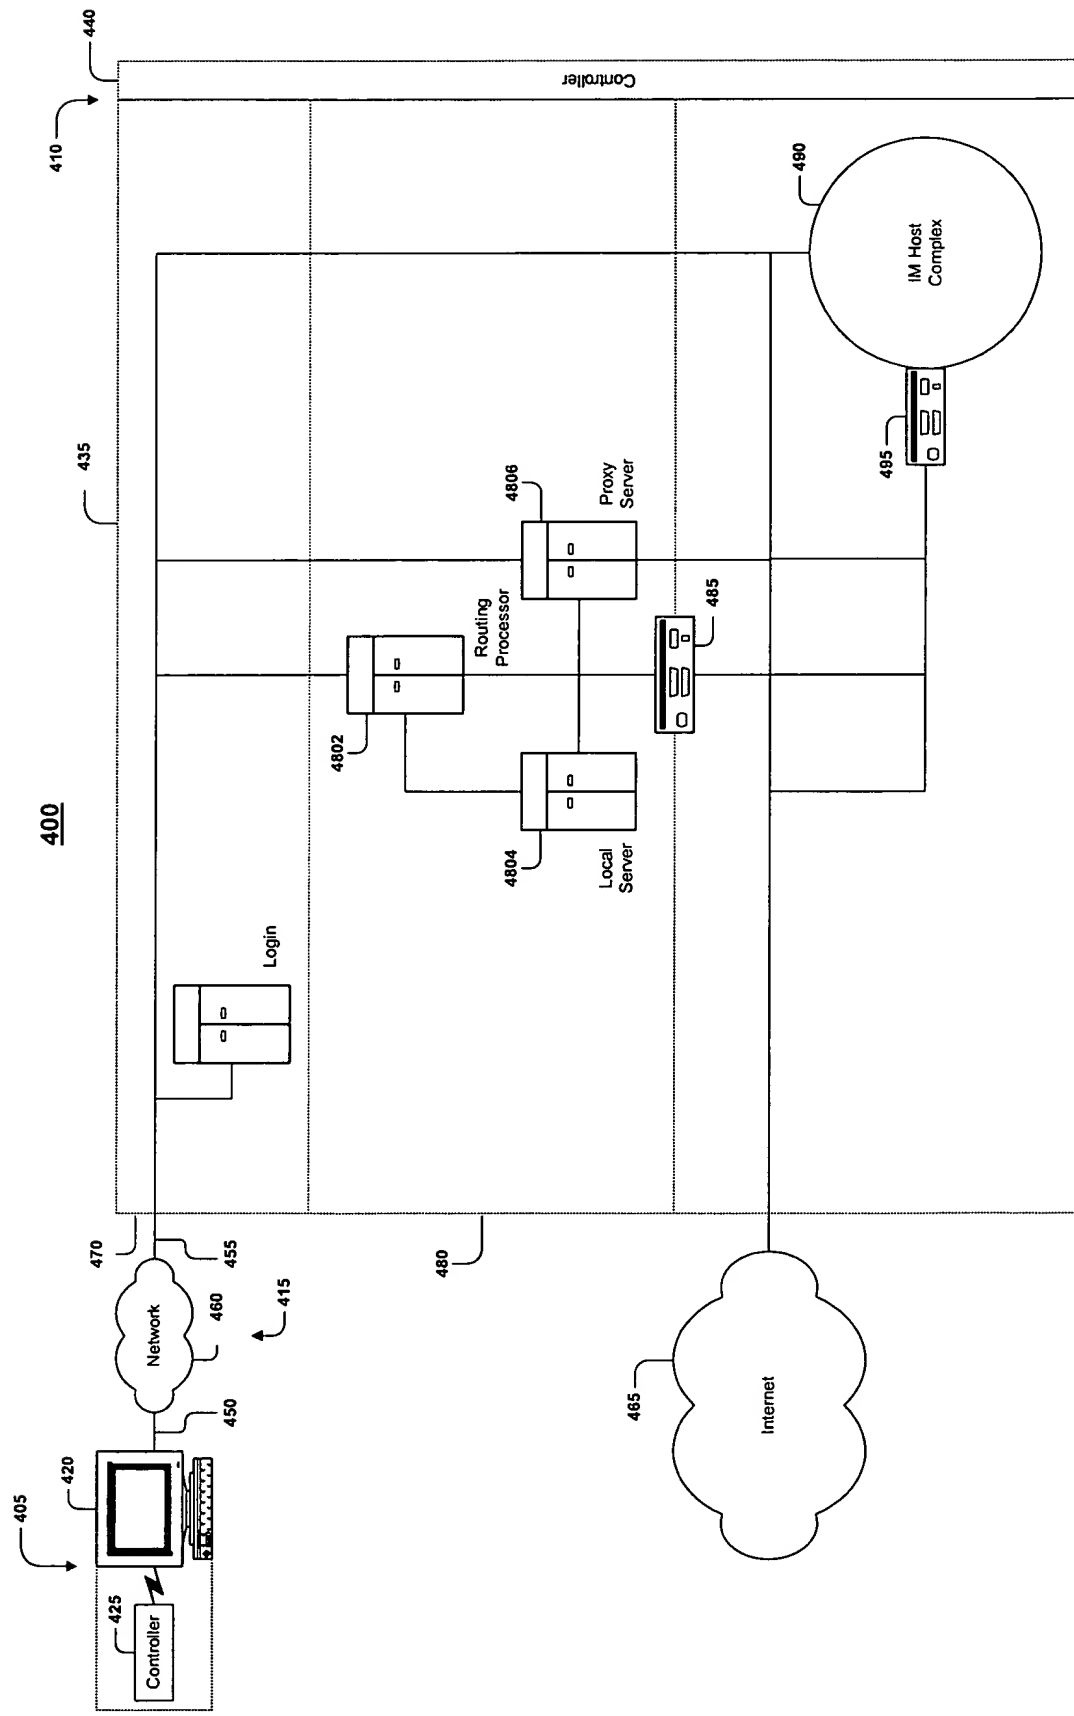 400
405
420
425
Controller
450
Network
460
415
455
470
435
410
440
Controller
Login
480
4802
Routing
Processor
4804
Local
Server
4806
Proxy
Server
485
465
Internet
495
490
IM Host
Complex